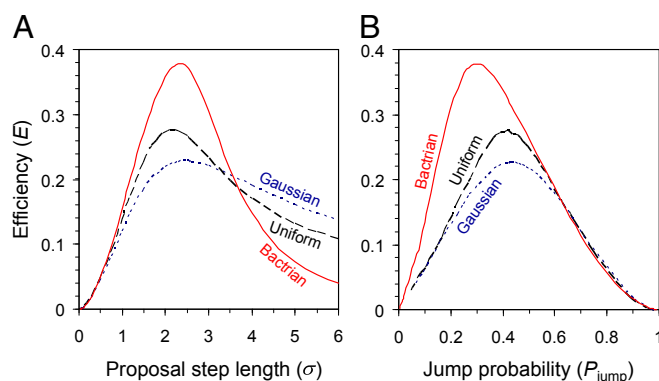 A
Efficiency (E)
0.4
0.3
0.2
0.1
0
Gaussian
Uniform
Bactrian
0 1 2 3 4 5 6
Proposal step length (σ)
B
0.4
0.3
0.2
0.1
0
Bactrian
Uniform
Gaussian
0 0.2 0.4 0.6 0.8 1
Jump probability (Pjump)